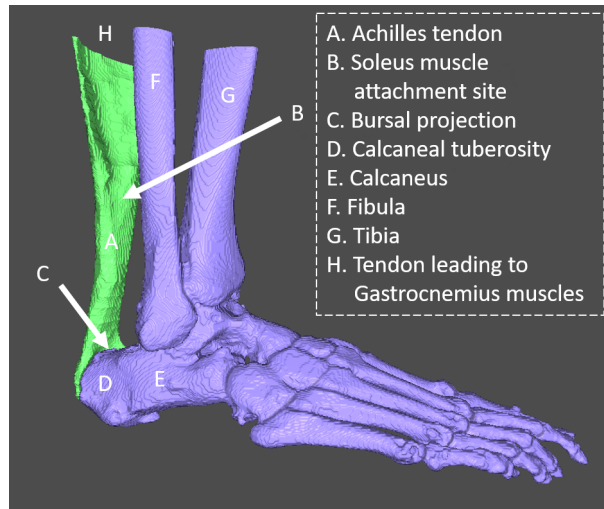 H
A. Achilles tendon
B. Soleus muscle
attachment site
C. Bursal projection
D. Calcaneal tuberosity
E. Calcaneus
F. Fibula
G. Tibia
H. Tendon leading to
Gastrocnemius muscles
F
G
B
A
C
D
E